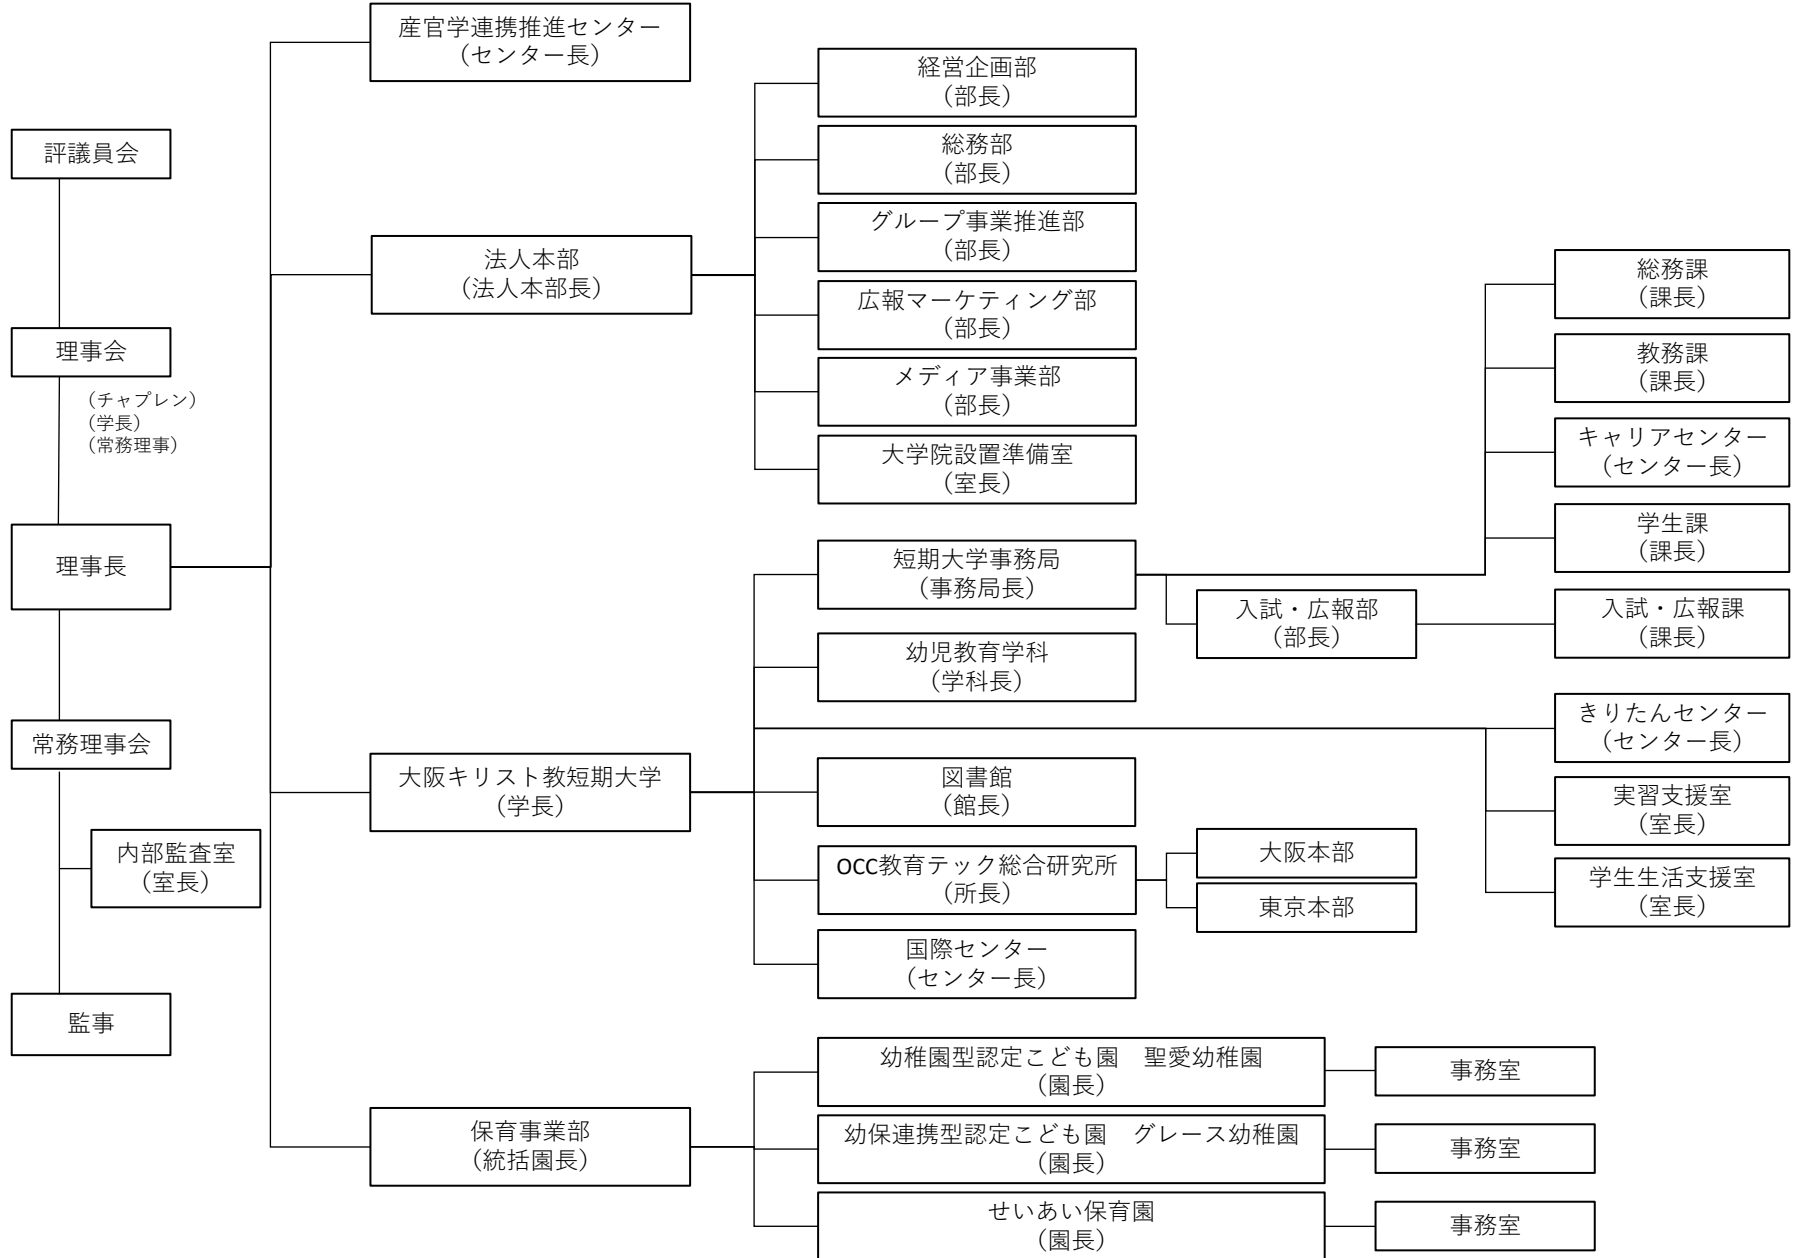 産官学連携推進センター
（センター長）
評議員会
理事会
（チャプレン）
（学長）
（常務理事）
理事長
常務理事会
内部監査室
（室長）
監事
法人本部
（法人本部長）
経営企画部
（部長）
総務部
（部長）
グループ事業推進部
（部長）
広報マーケティング部
（部長）
メディア事業部
（部長）
大学院設置準備室
（室長）
大阪キリスト教短期大学
（学長）
短期大学事務局
（事務局長）
総務課
（課長）
教務課
（課長）
キャリアセンター
（センター長）
学生課
（課長）
入試・広報部
（部長）
入試・広報課
（課長）
幼児教育学科
（学科長）
きりたんセンター
（センター長）
実習支援室
（室長）
学生生活支援室
（室長）
図書館
（館長）
OCC教育テック総合研究所
（所長）
大阪本部
東京本部
国際センター
（センター長）
保育事業部
（統括園長）
幼稚園型認定こども園　聖愛幼稚園
（園長）
事務室
幼保連携型認定こども園　グレース幼稚園
（園長）
事務室
せいあい保育園
（園長）
事務室